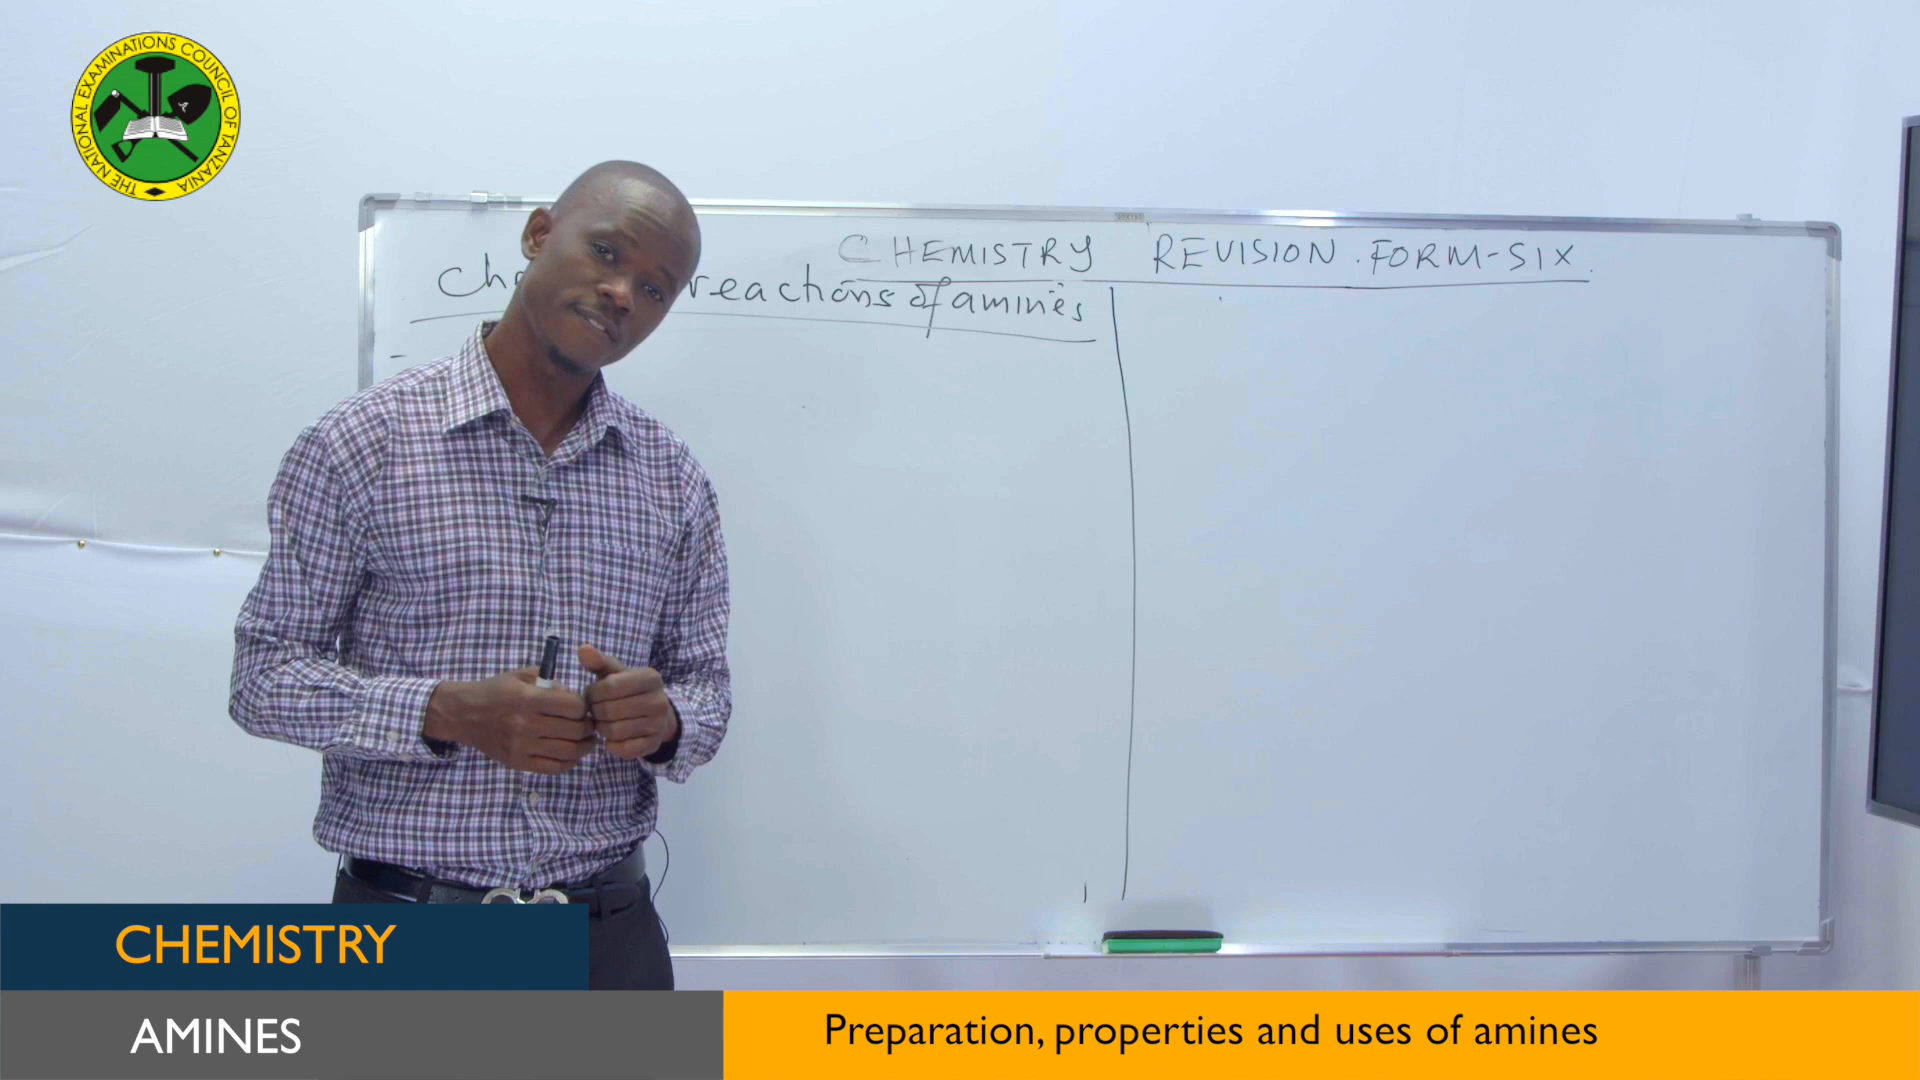 THE NATIONAL EXAMINATIONS COUNCIL OF TANZANIA
CHEMISTRY REVISION. FORM-SIX.
reactions of amines
CHEMISTRY
AMINES
Preparation, properties and uses of amines